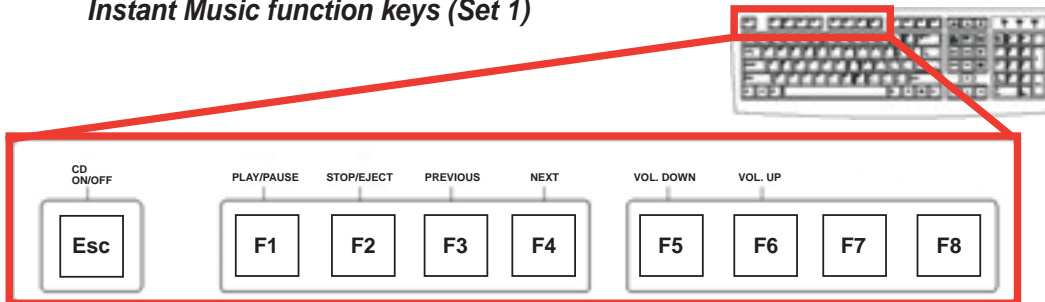 Instant Music function keys (Set 1)
CD
ON/OFF
PLAY/PAUSE STOP/EJECT PREVIOUS NEXT VOL. DOWN VOL. UP
Esc F1 F2 F3 F4 F5 F6 F7 F8